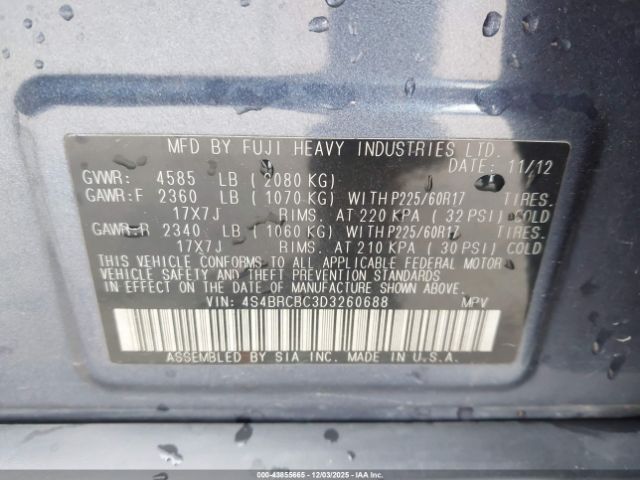 MFD BY FUJI HEAVY INDUSTRIES LTD.
DATE: 11/12
GVWR: 4585 LB (2080 KG)
GAWR:F 2360 LB (1070 KG) WITH P225/60R17 TIRES.
17X7J RIMS. AT 220 KPA (32 PSI) COLD
GAWR:R 2340 LB (1060 KG) WITH P225/60R17 TIRES.
17X7J RIMS. AT 210 KPA (30 PSI) COLD
THIS VEHICLE CONFORMS TO ALL APPLICABLE FEDERAL MOTOR
VEHICLE SAFETY AND THEFT PREVENTION STANDARDS IN EFFECT ON
THE DATE OF MANUFACTURE SHOWN ABOVE.
VIN: 4S4BRCBC3D3260688 MPV
ASSEMBLED BY SIA INC. MADE IN U.S.A.
000-43855665 - 12/03/2025 - COPART